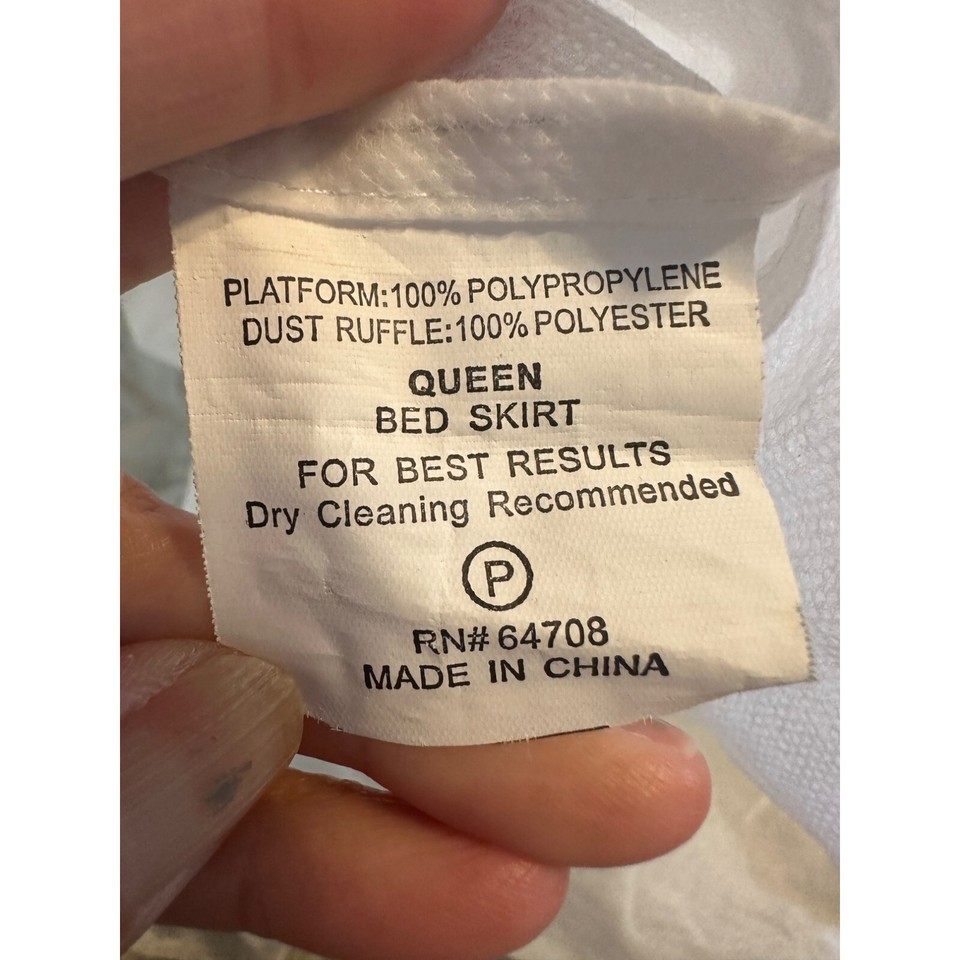 PLATFORM:100% POLYPROPYLENE
DUST RUFFLE:100% POLYESTER
QUEEN
BED SKIRT
FOR BEST RESULTS
Dry Cleaning Recommended
P
RN# 64708
MADE IN CHINA